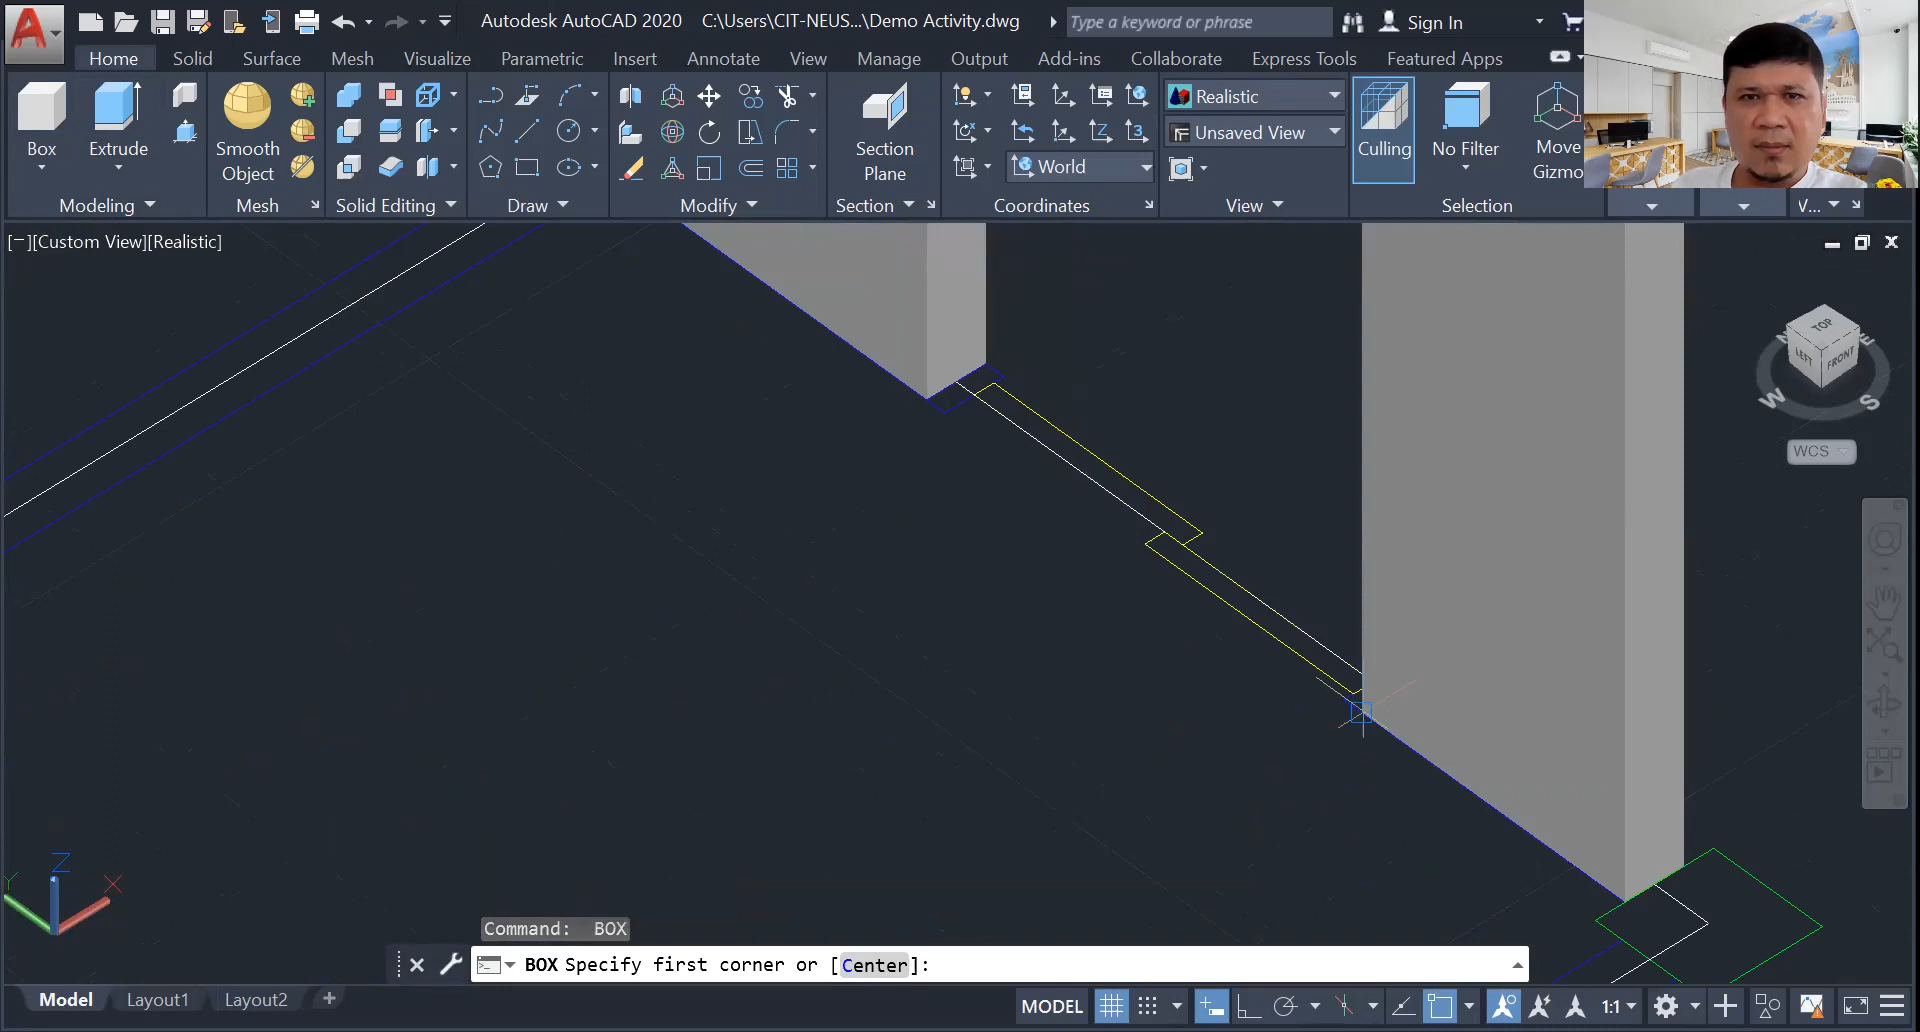 A Autodesk AutoCAD 2020 C:\Users\CIT-NEUS...\Demo Activity.dwg Type a keyword or phrase Sign In
Home Solid Surface Mesh Visualize Parametric Insert Annotate View Manage Output Add-ins Collaborate Express Tools Featured Apps
Box Extrude Smooth Object Section Plane Realistic Unsaved View World Culling No Filter Move Gizmo
Modeling Mesh Solid Editing Draw Modify Section Coordinates View Selection V...
[−][Custom View][Realistic]
TOP
LEFT FRONT
N E
W S
WCS
Z
Y X
Command: BOX
BOX Specify first corner or [Center]:
Model Layout1 Layout2 + MODEL 1:1